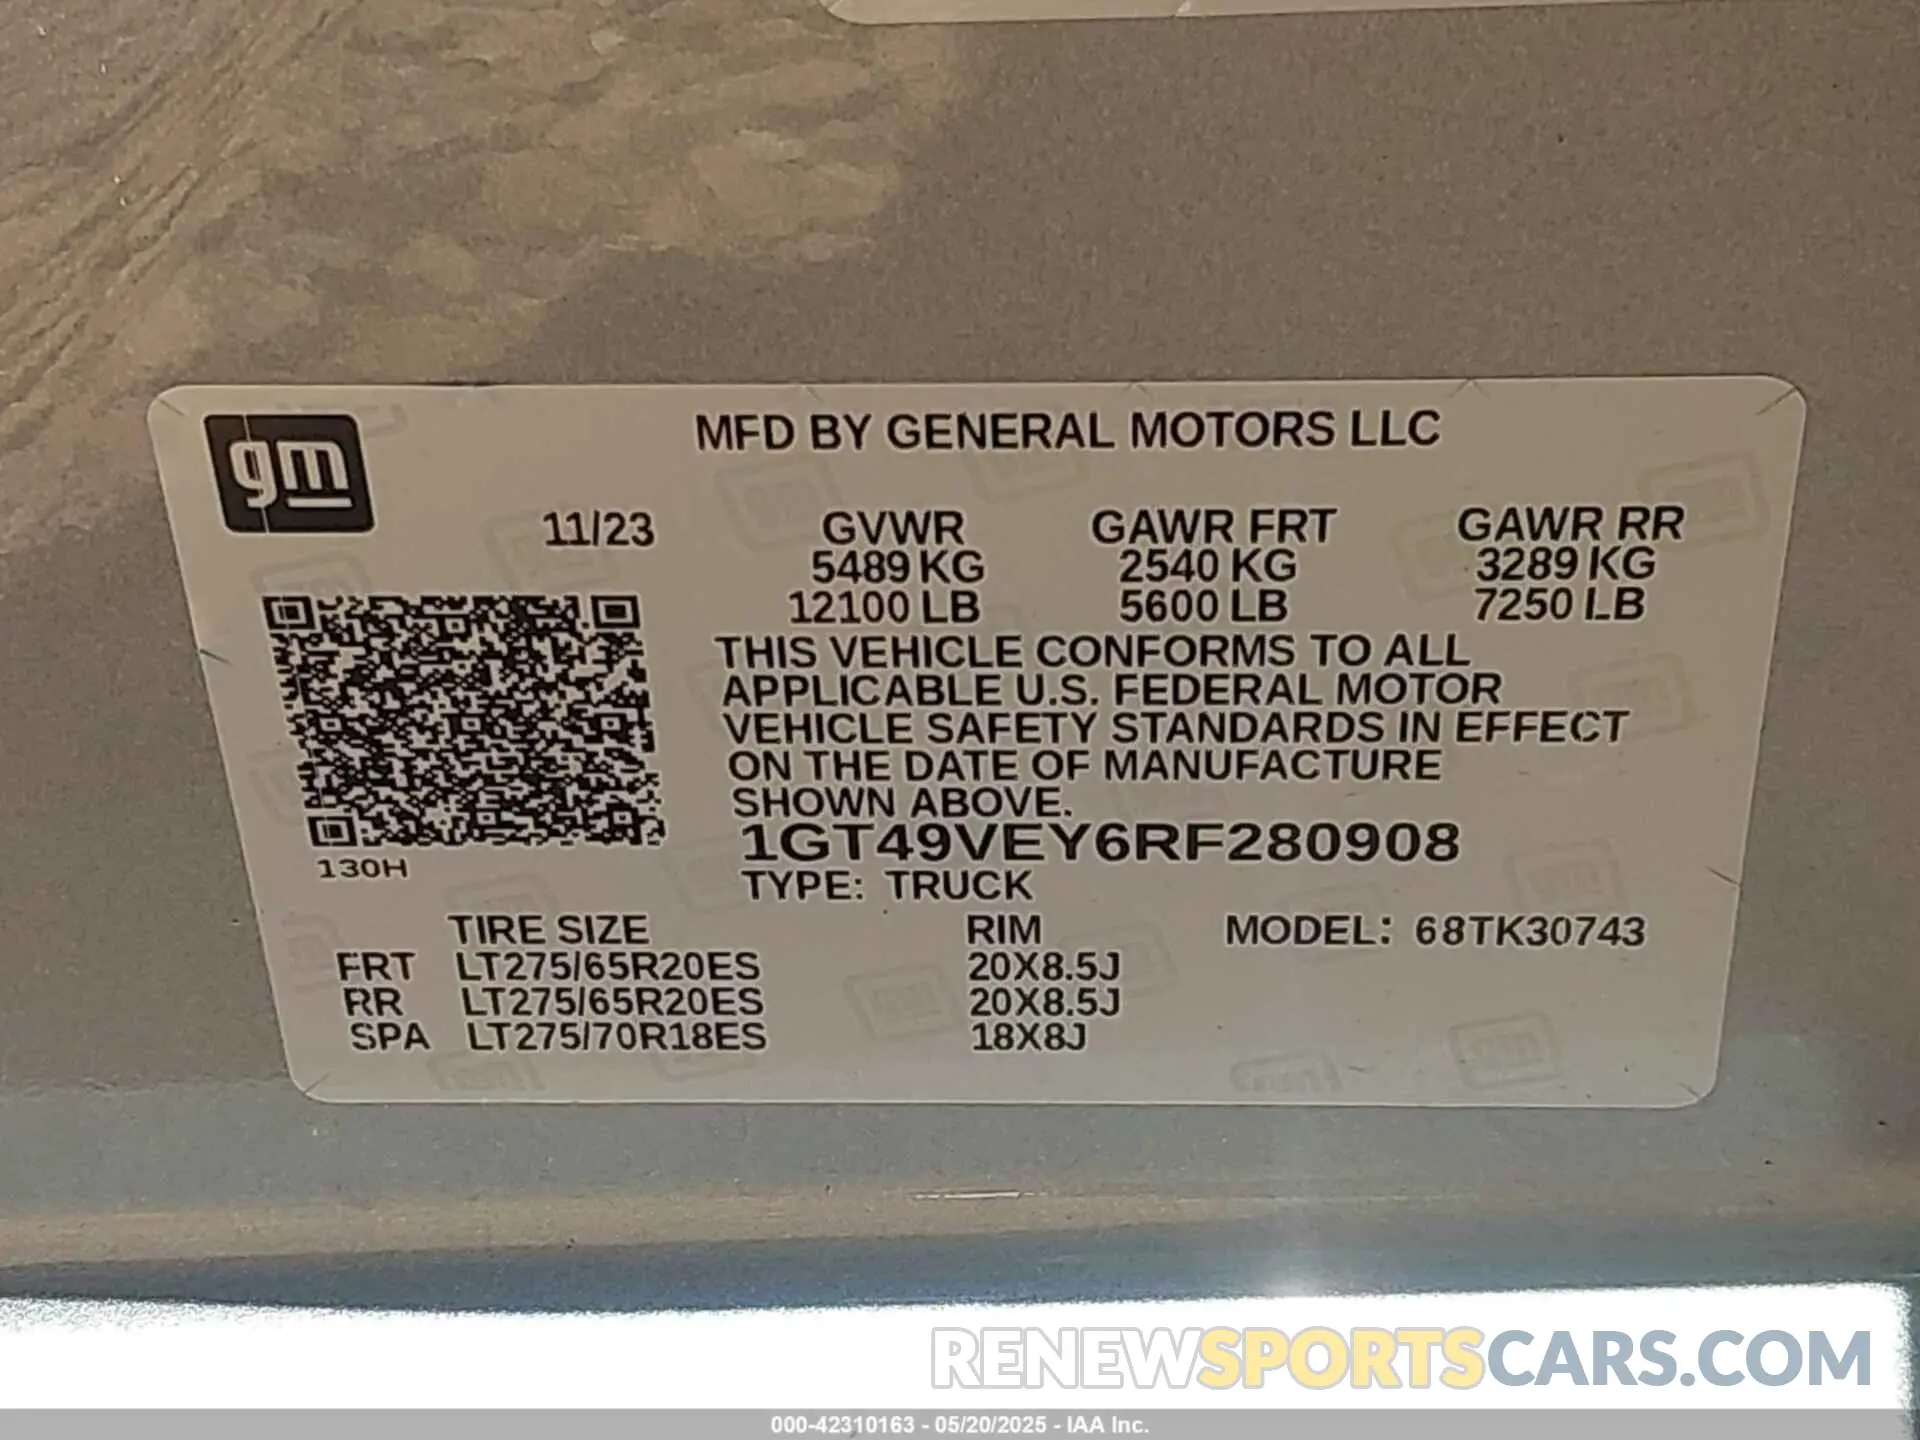 gm
MFD BY GENERAL MOTORS LLC
11/23 GVWR GAWR FRT GAWR RR
5489 KG 2540 KG 3289 KG
12100 LB 5600 LB 7250 LB
THIS VEHICLE CONFORMS TO ALL
APPLICABLE U.S. FEDERAL MOTOR
VEHICLE SAFETY STANDARDS IN EFFECT
ON THE DATE OF MANUFACTURE
SHOWN ABOVE.
1GT49VEY6RF280908
130H
TYPE: TRUCK
TIRE SIZE RIM MODEL: 68TK30743
FRT LT275/65R20ES 20X8.5J
RR LT275/65R20ES 20X8.5J
SPA LT275/70R18ES 18X8J
RENEWSPORTSCARS.COM
000-42310163 - 05/20/2025 - IAA Inc.